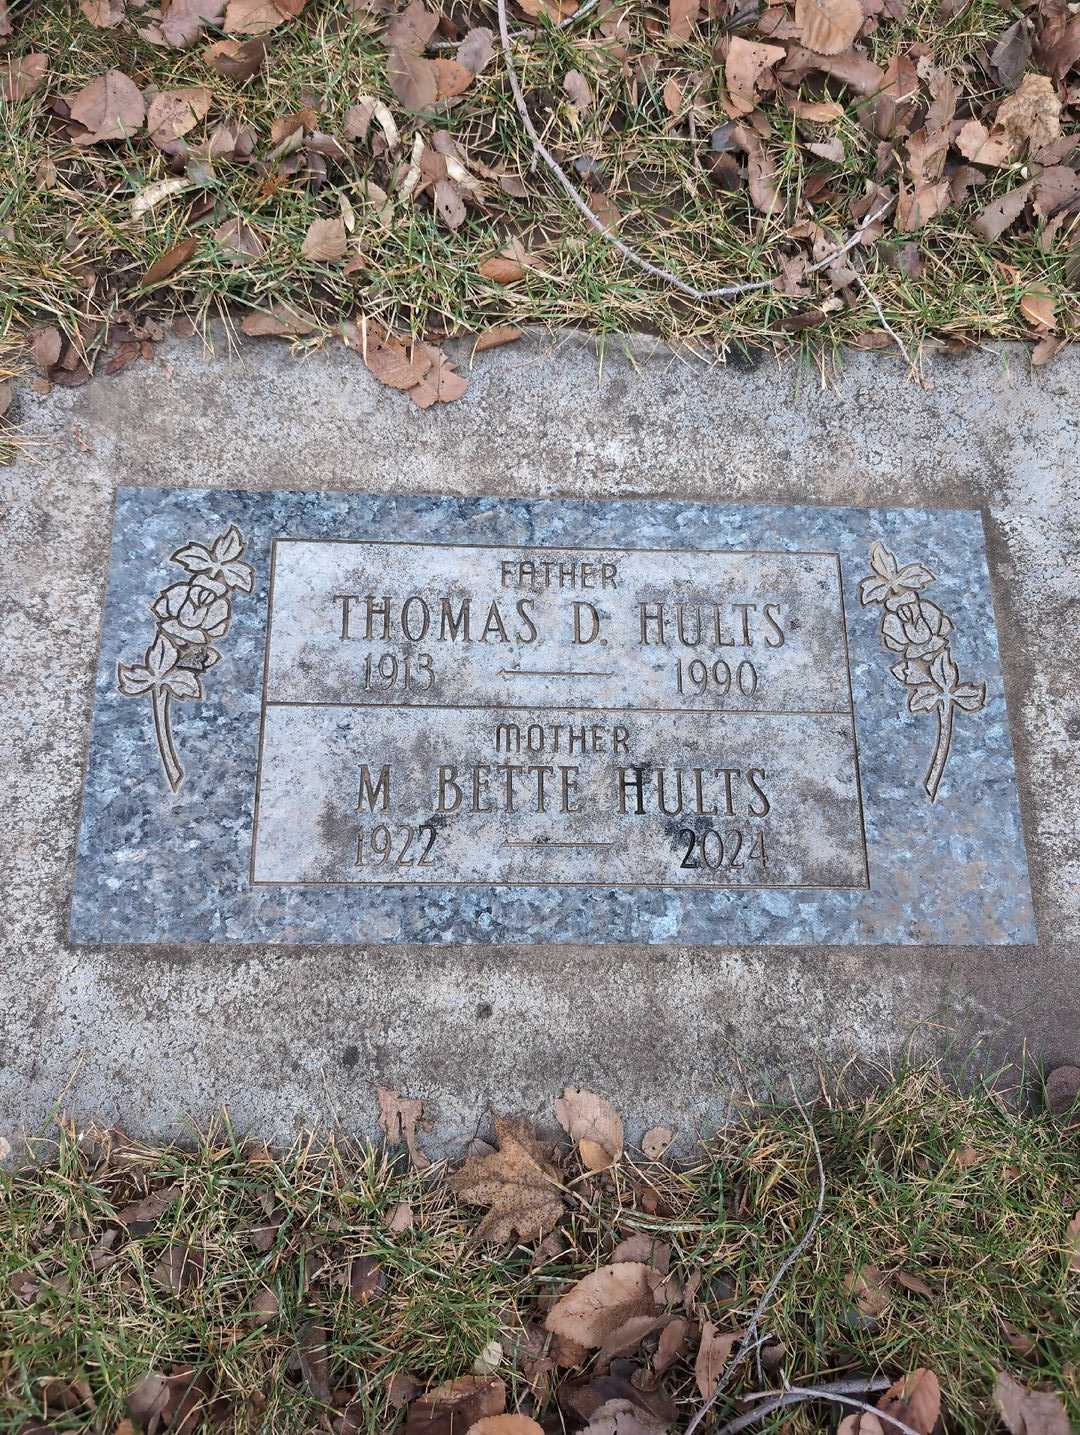 FATHER
THOMAS D. HULTS
1913 — 1990
MOTHER
M. BETTE HULTS
1922 — 2024